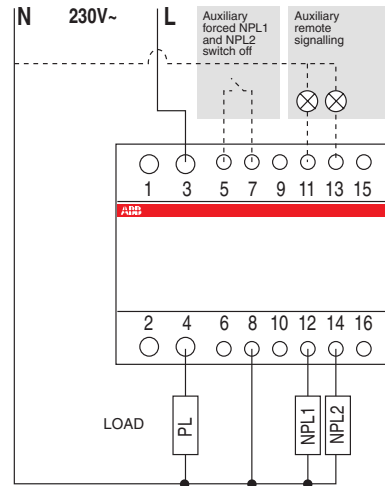 N 230V~ L
Auxiliary
forced NPL1
and NPL2
switch off
Auxiliary
remote
signalling
1 3 5 7 9 11 13 15
ABB
2 4 6 8 10 12 14 16
LOAD
PL
NPL1
NPL2